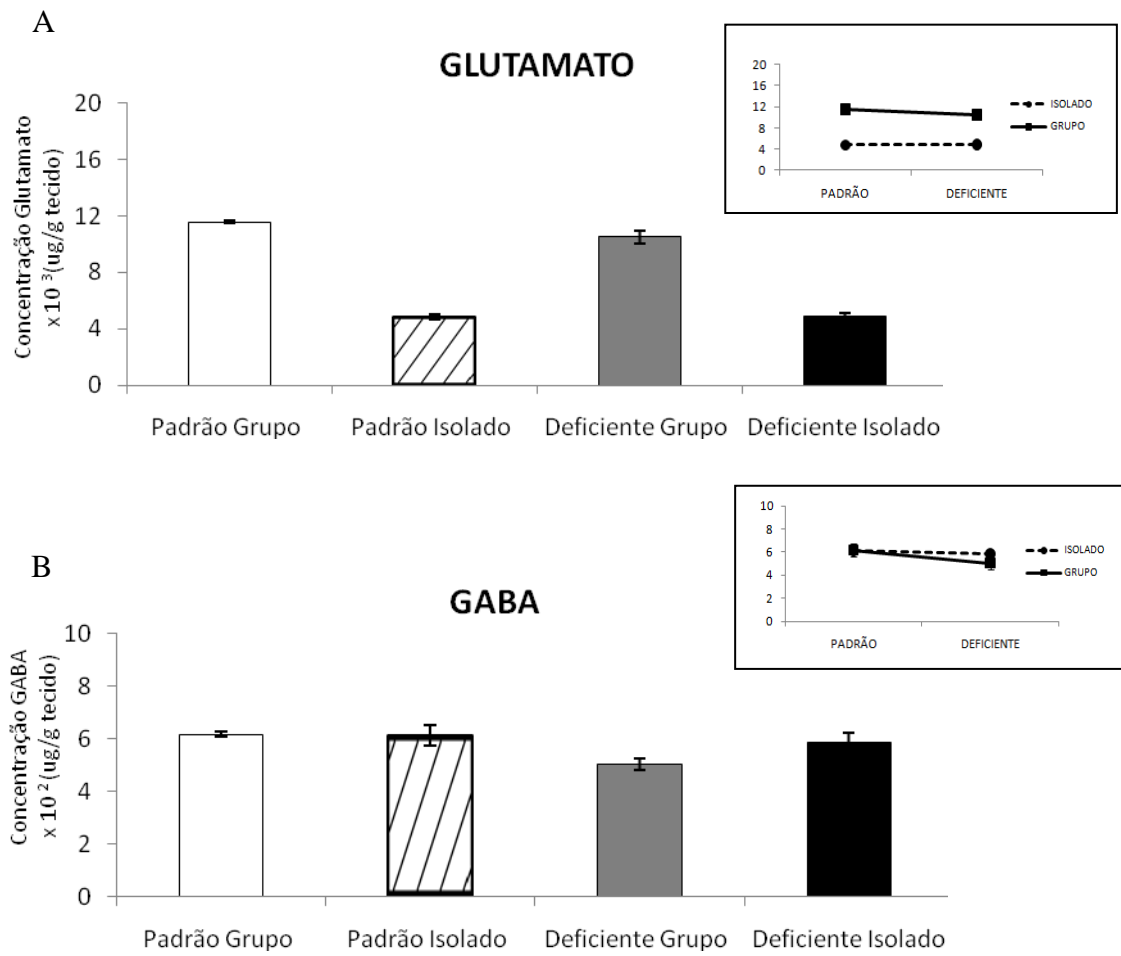 A
GLUTAMATO
Concentração Glutamato
x 10 ³(ug/g tecido)
20
16
12
8
4
0
Padrão Grupo Padrão Isolado Deficiente Grupo Deficiente Isolado
20
16
12
8
4
0
PADRÃO DEFICIENTE
ISOLADO
GRUPO
B
GABA
Concentração GABA
x 10 ² (ug/g tecido)
10
8
6
4
2
0
Padrão Grupo Padrão Isolado Deficiente Grupo Deficiente Isolado
10
8
6
4
2
0
PADRÃO DEFICIENTE
ISOLADO
GRUPO